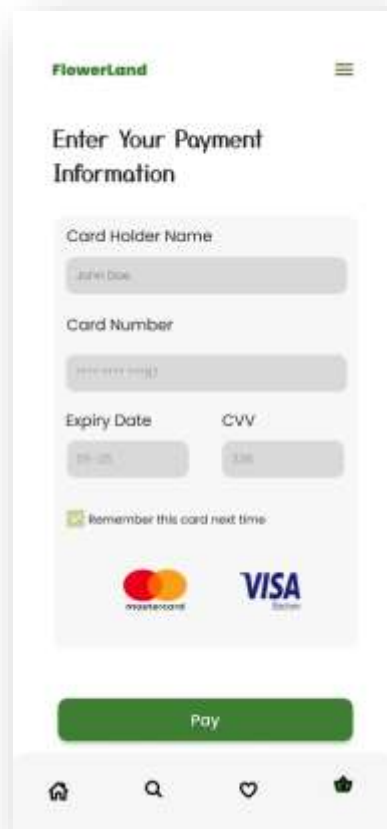 FlowerLand
Enter Your Payment
Information
Card Holder Name
John Doe
Card Number
Expiry Date CVV
Remember this card next time
mastercard
VISA
Pay